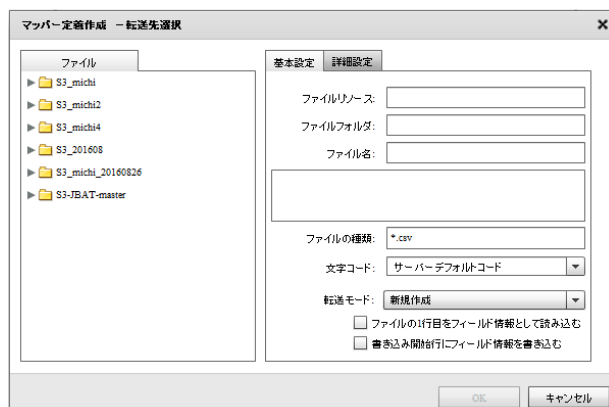 マッパー定義作成 －転送先選択
×
ファイル
S3_michi
S3_michi2
S3_michi4
S3_201608
S3_michi_20160826
S3-JBAT-master
基本設定 詳細設定
ファイルリソース:
ファイルフォルダ:
ファイル名:
ファイルの種類: *.csv
文字コード: サーバーデフォルトコード
転送モード: 新規作成
ファイルの1行目をフィールド情報として読み込む
書き込み開始行にフィールド情報を書き込む
OK キャンセル